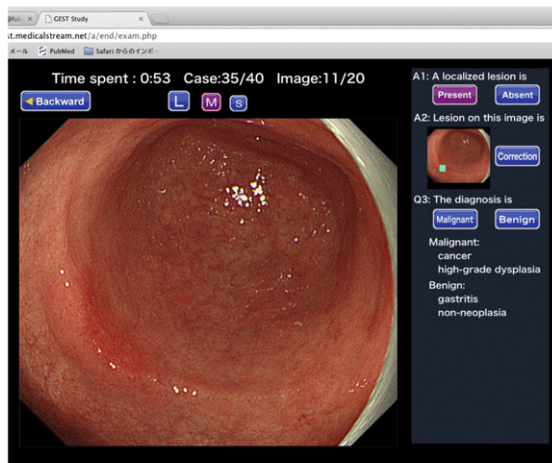 GEST Study
st.medicalstream.net/a/end/exam.php
メール PubMed Safari からのインポー
Time spent : 0:53 Case:35/40 Image:11/20
Backward L M S
A1: A localized lesion is
Present Absent
A2: Lesion on this image is
Correction
Q3: The diagnosis is
Malignant Benign
Malignant:
cancer
high-grade dysplasia
Benign:
gastritis
non-neoplasia